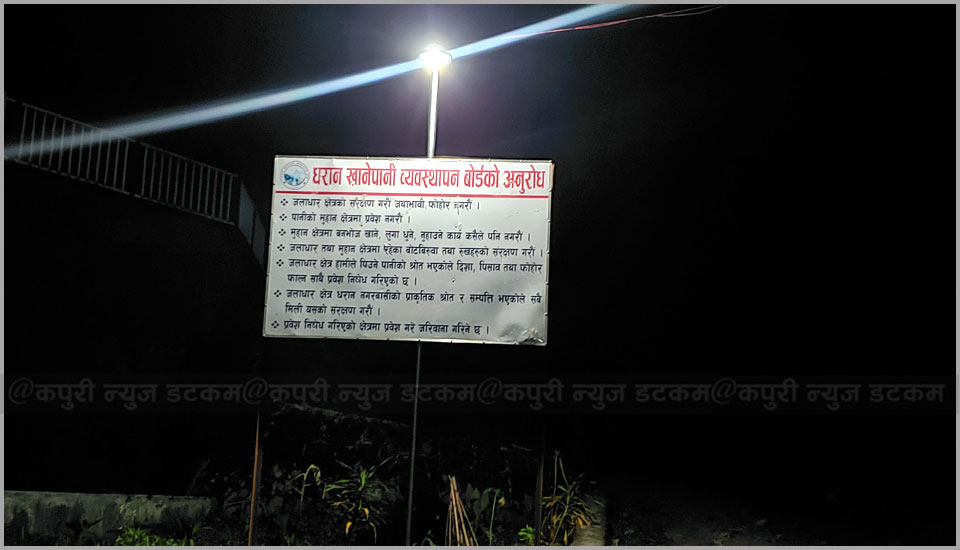 धरान खानेपानी व्यवस्थापन बोर्डको अनुरोध
❖ जलाधार क्षेत्रको संरक्षण गरौं जथाभावी फोहोर नगरौं ।
❖ पानीको मुहान क्षेत्रमा प्रवेश नगरौं ।
❖ मुहान क्षेत्रमा बनभोज खाने, लुगा धुने, नुहाउने कार्य कसैले पनि नगरौं ।
❖ जलाधार तथा मुहान क्षेत्रमा रहेका बोटबिरुवा तथा रुखहरुको संरक्षण गरौं ।
❖ जलाधार क्षेत्र हामीले पिउने पानीको श्रोत भएकोले दिशा, पिसाव तथा फोहोर
फाल्न साथै प्रवेश निषेध गरिएको छ ।
❖ जलाधार क्षेत्र धरान नगरबासीको प्राकृतिक श्रोत र सम्पत्ति भएकोले सबै
मिली यसको संरक्षण गरौं ।
❖ प्रवेश निषेध गरिएको क्षेत्रमा प्रवेश गरे जरिवाना गरिने छ ।
@कपुरी न्युज डटकम@कपुरी न्युज डटकम@कपुरी न्युज डटकम@कपुरी न्युज डटकम